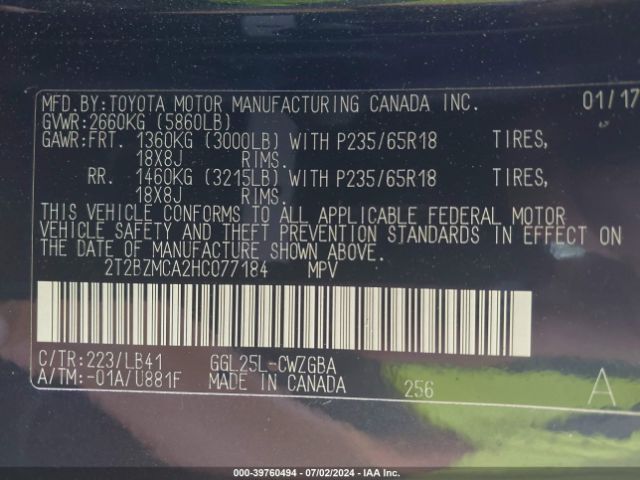 MFD.BY:TOYOTA MOTOR MANUFACTURING CANADA INC. 01/17
GVWR:2660KG (5860LB)
GAWR:FRT. 1360KG (3000LB) WITH P235/65R18 TIRES,
18X8J RIMS.
RR. 1460KG (3215LB) WITH P235/65R18 TIRES,
18X8J RIMS.
THIS VEHICLE CONFORMS TO ALL APPLICABLE FEDERAL MOTOR
VEHICLE SAFETY AND THEFT PREVENTION STANDARDS IN EFFECT ON
THE DATE OF MANUFACTURE SHOWN ABOVE.
2T2BZMCA2HC077184 MPV
C/TR:223/LB41 GGL25L-CWZGBA
A/TM:-01A/U881F MADE IN CANADA 256 A
000-39760494 - 07/02/2024 - IAA Inc.